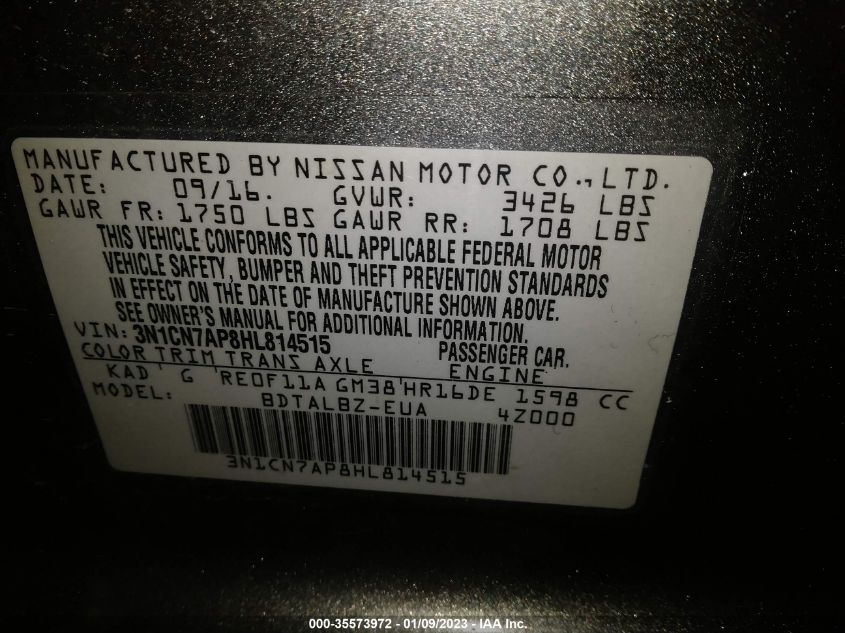 MANUFACTURED BY NISSAN MOTOR CO., LTD.
DATE: 09/16. GVWR: 3426 LBS
GAWR FR: 1750 LBS GAWR RR: 1708 LBS
THIS VEHICLE CONFORMS TO ALL APPLICABLE FEDERAL MOTOR
VEHICLE SAFETY, BUMPER AND THEFT PREVENTION STANDARDS
IN EFFECT ON THE DATE OF MANUFACTURE SHOWN ABOVE.
SEE OWNER'S MANUAL FOR ADDITIONAL INFORMATION.
VIN: 3N1CN7AP8HL814515 PASSENGER CAR.
COLOR TRIM TRANS AXLE ENGINE
KAD G RE0F11A GM38 HR16DE 1598 CC
MODEL: BDTALBZ-EUA 4Z000
3N1CN7AP8HL814515
000-35573972 - 01/09/2023 - IAA Inc.